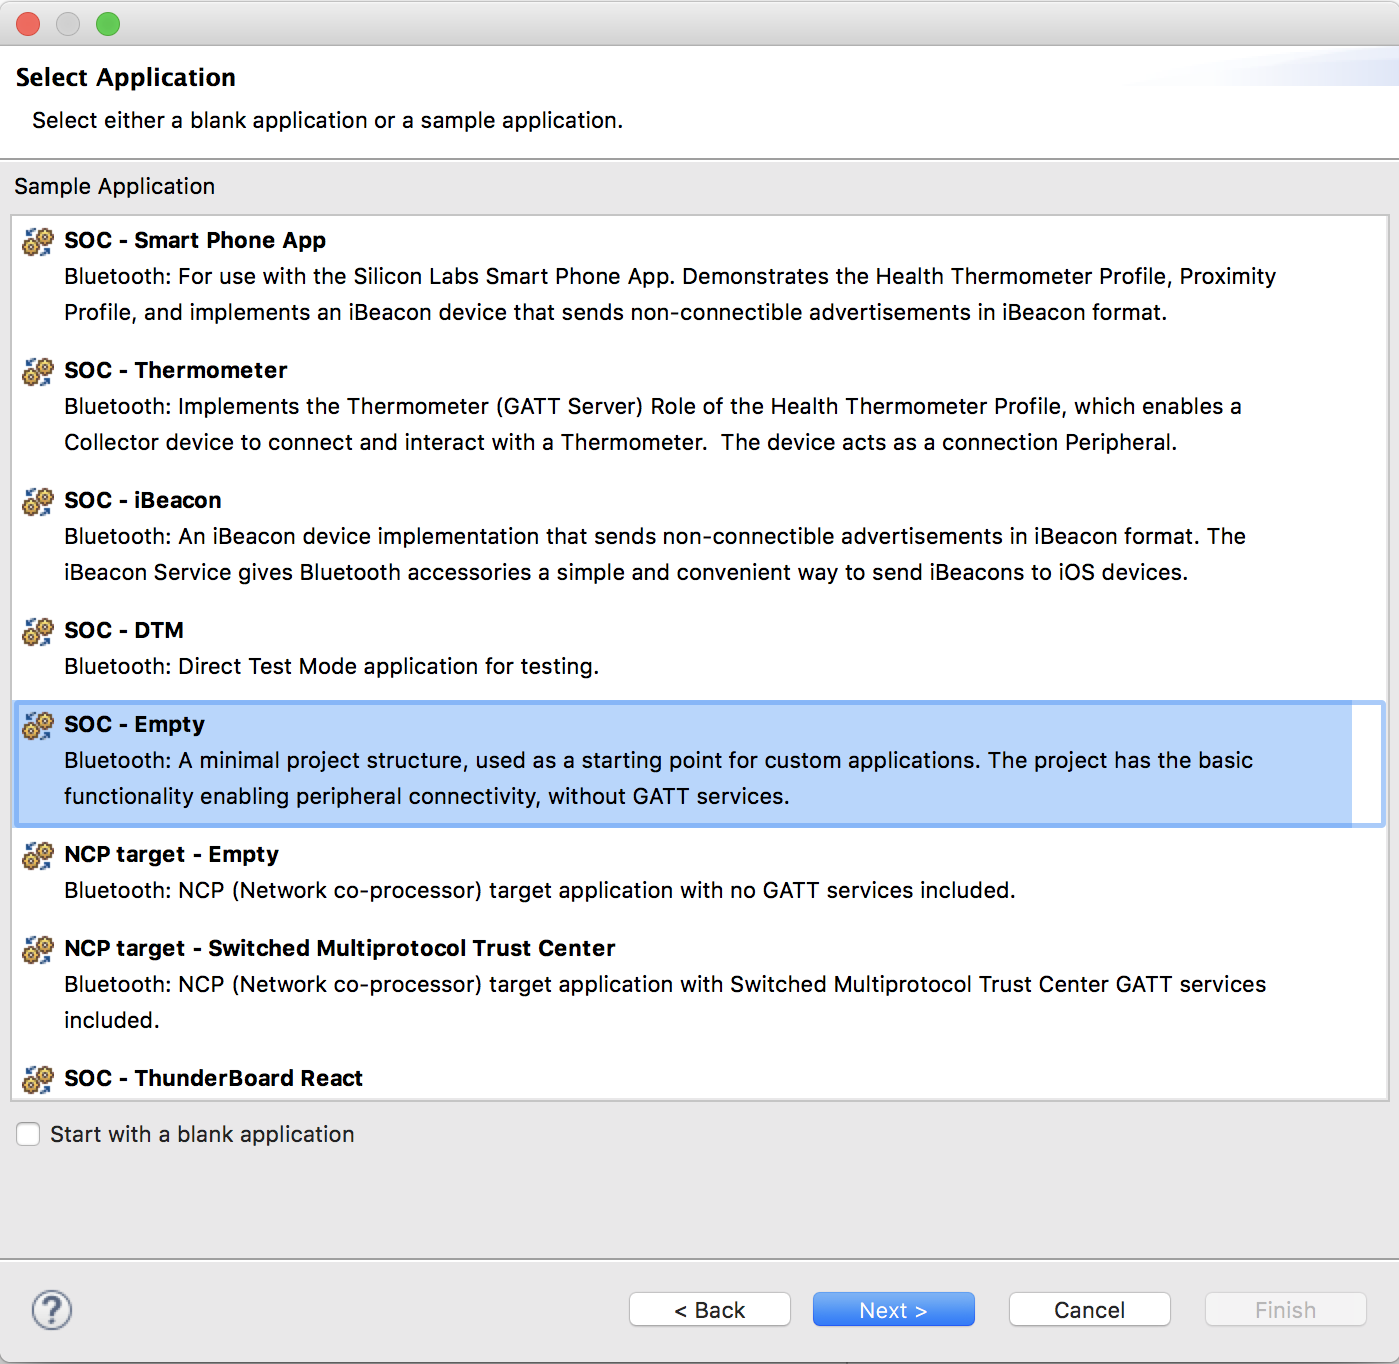 Select Application
Select either a blank application or a sample application.
Sample Application
SOC - Smart Phone App
Bluetooth: For use with the Silicon Labs Smart Phone App. Demonstrates the Health Thermometer Profile, Proximity
Profile, and implements an iBeacon device that sends non-connectible advertisements in iBeacon format.
SOC - Thermometer
Bluetooth: Implements the Thermometer (GATT Server) Role of the Health Thermometer Profile, which enables a
Collector device to connect and interact with a Thermometer.  The device acts as a connection Peripheral.
SOC - iBeacon
Bluetooth: An iBeacon device implementation that sends non-connectible advertisements in iBeacon format. The
iBeacon Service gives Bluetooth accessories a simple and convenient way to send iBeacons to iOS devices.
SOC - DTM
Bluetooth: Direct Test Mode application for testing.
SOC - Empty
Bluetooth: A minimal project structure, used as a starting point for custom applications. The project has the basic
functionality enabling peripheral connectivity, without GATT services.
NCP target - Empty
Bluetooth: NCP (Network co-processor) target application with no GATT services included.
NCP target - Switched Multiprotocol Trust Center
Bluetooth: NCP (Network co-processor) target application with Switched Multiprotocol Trust Center GATT services
included.
SOC - ThunderBoard React
Start with a blank application
? < Back Next > Cancel Finish